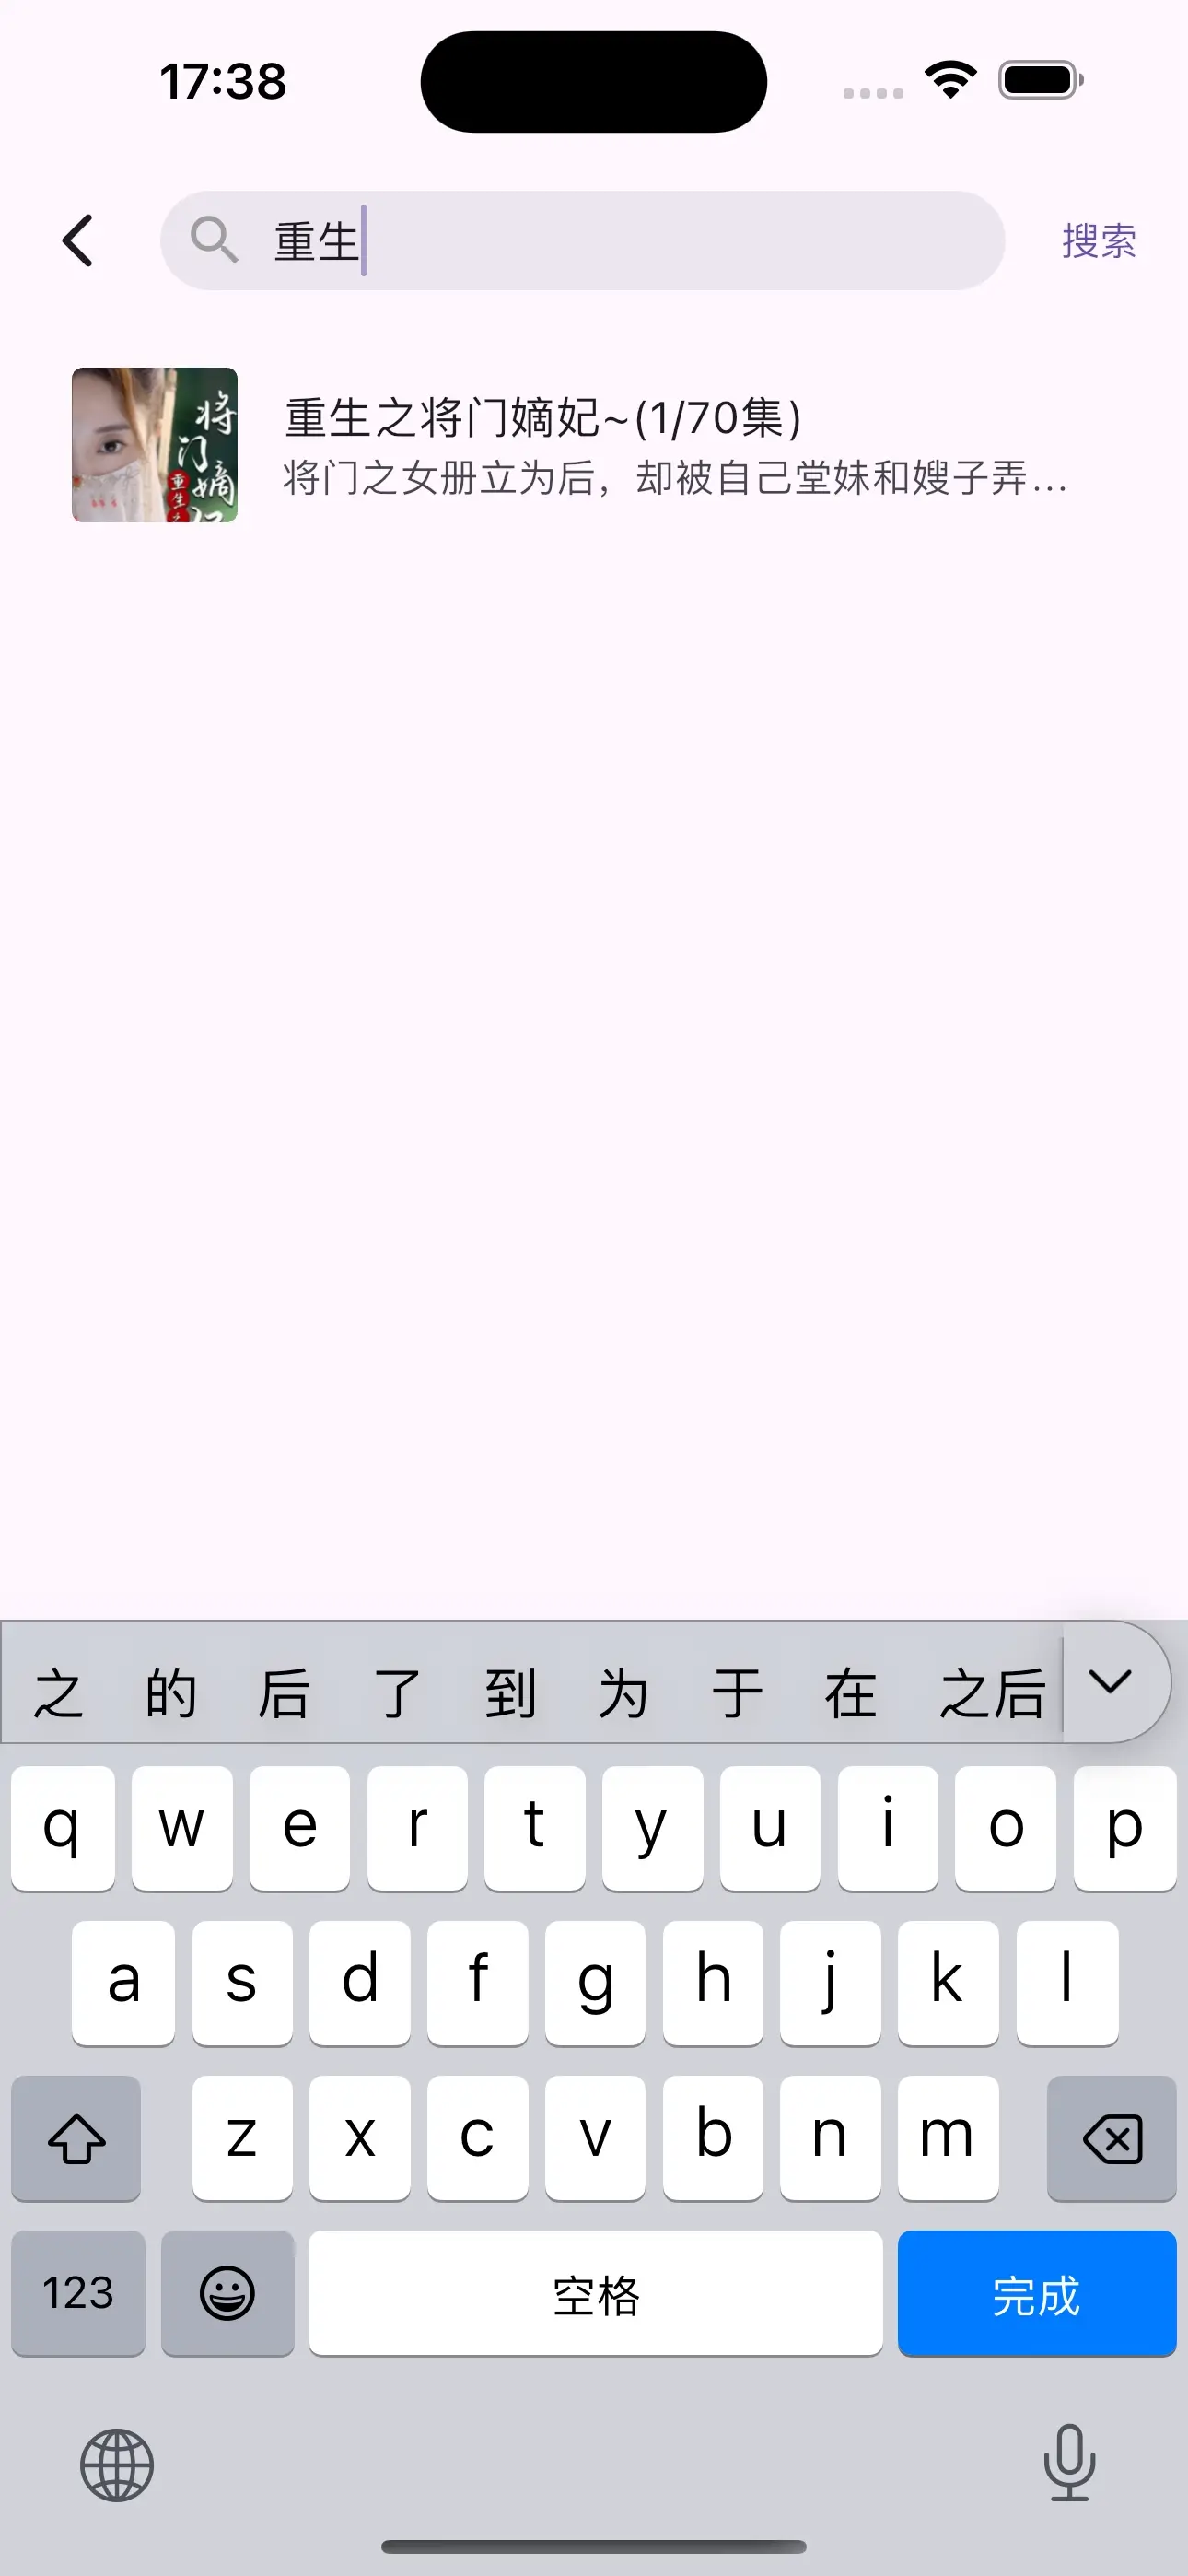 17:38
重生
搜索
将门嫡
重生之
重生之将门嫡妃~(1/70集)
将门之女册立为后，却被自己堂妹和嫂子弄...
之 的 后 了 到 为 于 在 之后
q w e r t y u i o p
a s d f g h j k l
z x c v b n m
123 空格 完成